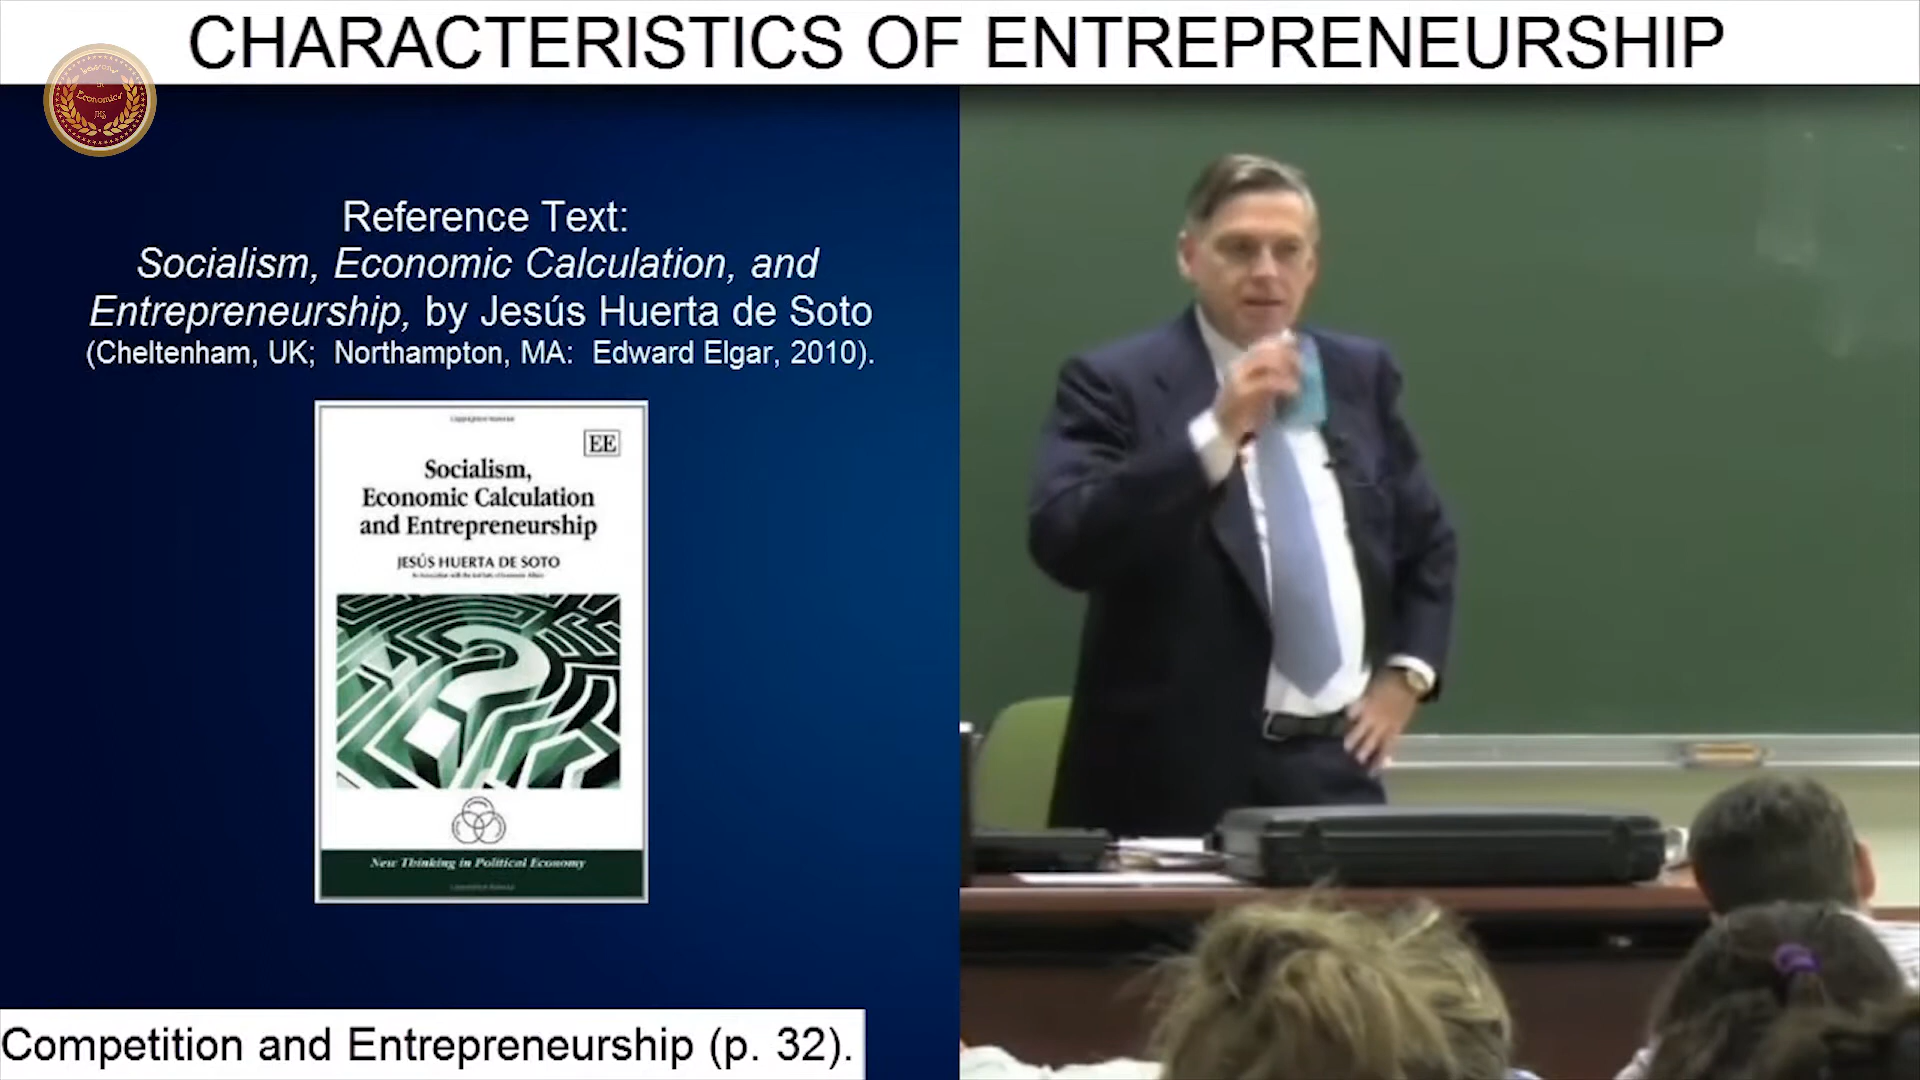 CHARACTERISTICS OF ENTREPRENEURSHIP
Economics
Reference Text:
Socialism, Economic Calculation, and
Entrepreneurship, by Jesús Huerta de Soto
(Cheltenham, UK; Northampton, MA: Edward Elgar, 2010).
EE
Socialism,
Economic Calculation
and Entrepreneurship
JESÚS HUERTA DE SOTO
New Thinking in Political Economy
Competition and Entrepreneurship (p. 32).